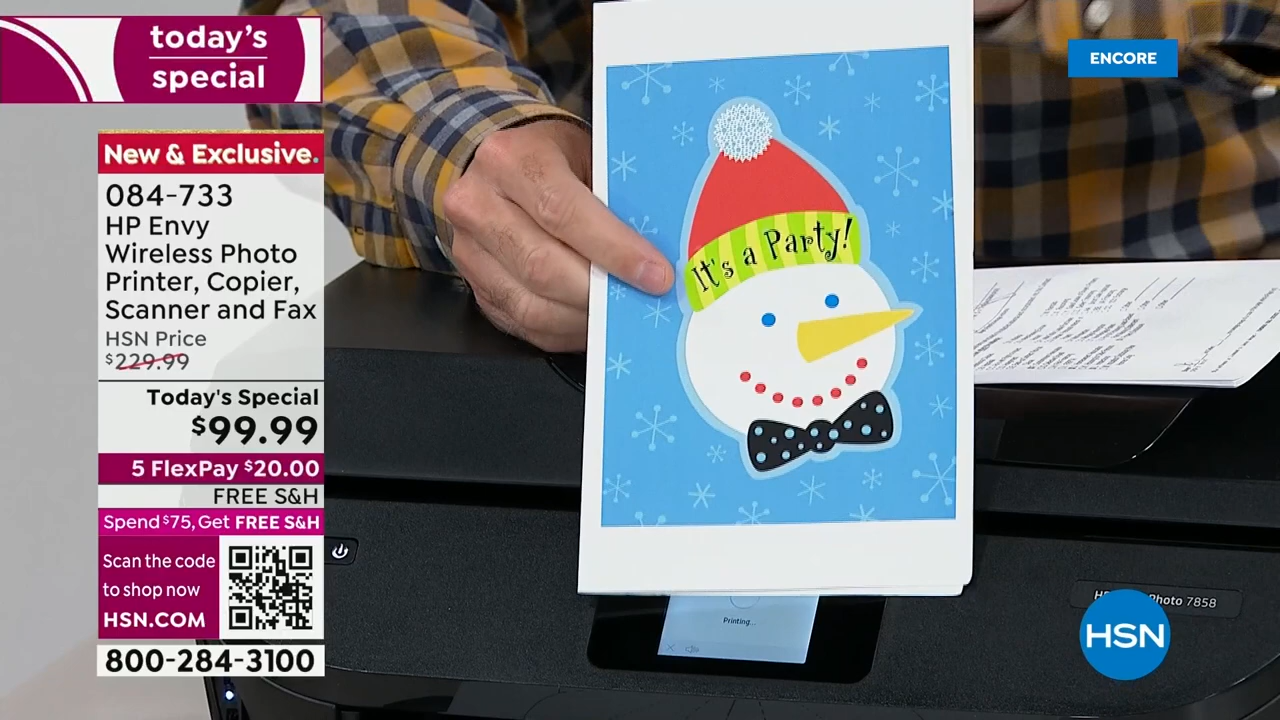 today's
special
ENCORE
New & Exclusive.
084-733
HP Envy
Wireless Photo
Printer, Copier,
Scanner and Fax
HSN Price
$229.99
Today's Special
$99.99
5 FlexPay $20.00
FREE S&H
Spend $75, Get FREE S&H
Scan the code
to shop now
HSN.COM
800-284-3100
It's a Party!
Printing...
Photo 7858
HSN